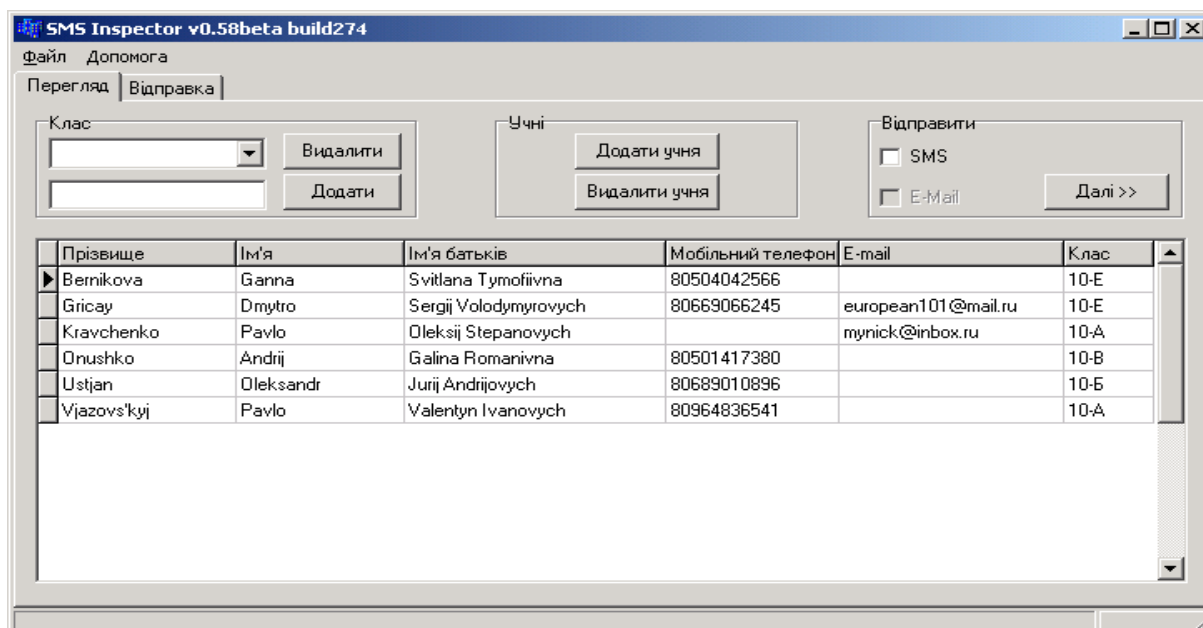 SMS Inspector v0.58beta build274
Файл Допомога
Перегляд Відправка
Клас Учні Відправити
Видалити Додати учня SMS
Додати Видалити учня E-Mail Далі >>
Прізвище Ім'я Ім'я батьків Мобільний телефон E-mail Клас
Bernikova Ganna Svitlana Tymofiivna 80504042566 10-Е
Gricay Dmytro Sergij Volodymyrovych 80669066245 european101@mail.ru 10-Е
Kravchenko Pavlo Oleksij Stepanovych mynick@inbox.ru 10-А
Onushko Andrij Galina Romanivna 80501417380 10-В
Ustjan Oleksandr Jurij Andrijovych 80689010896 10-Б
Vjazovs'kyj Pavlo Valentyn Ivanovych 80964836541 10-А